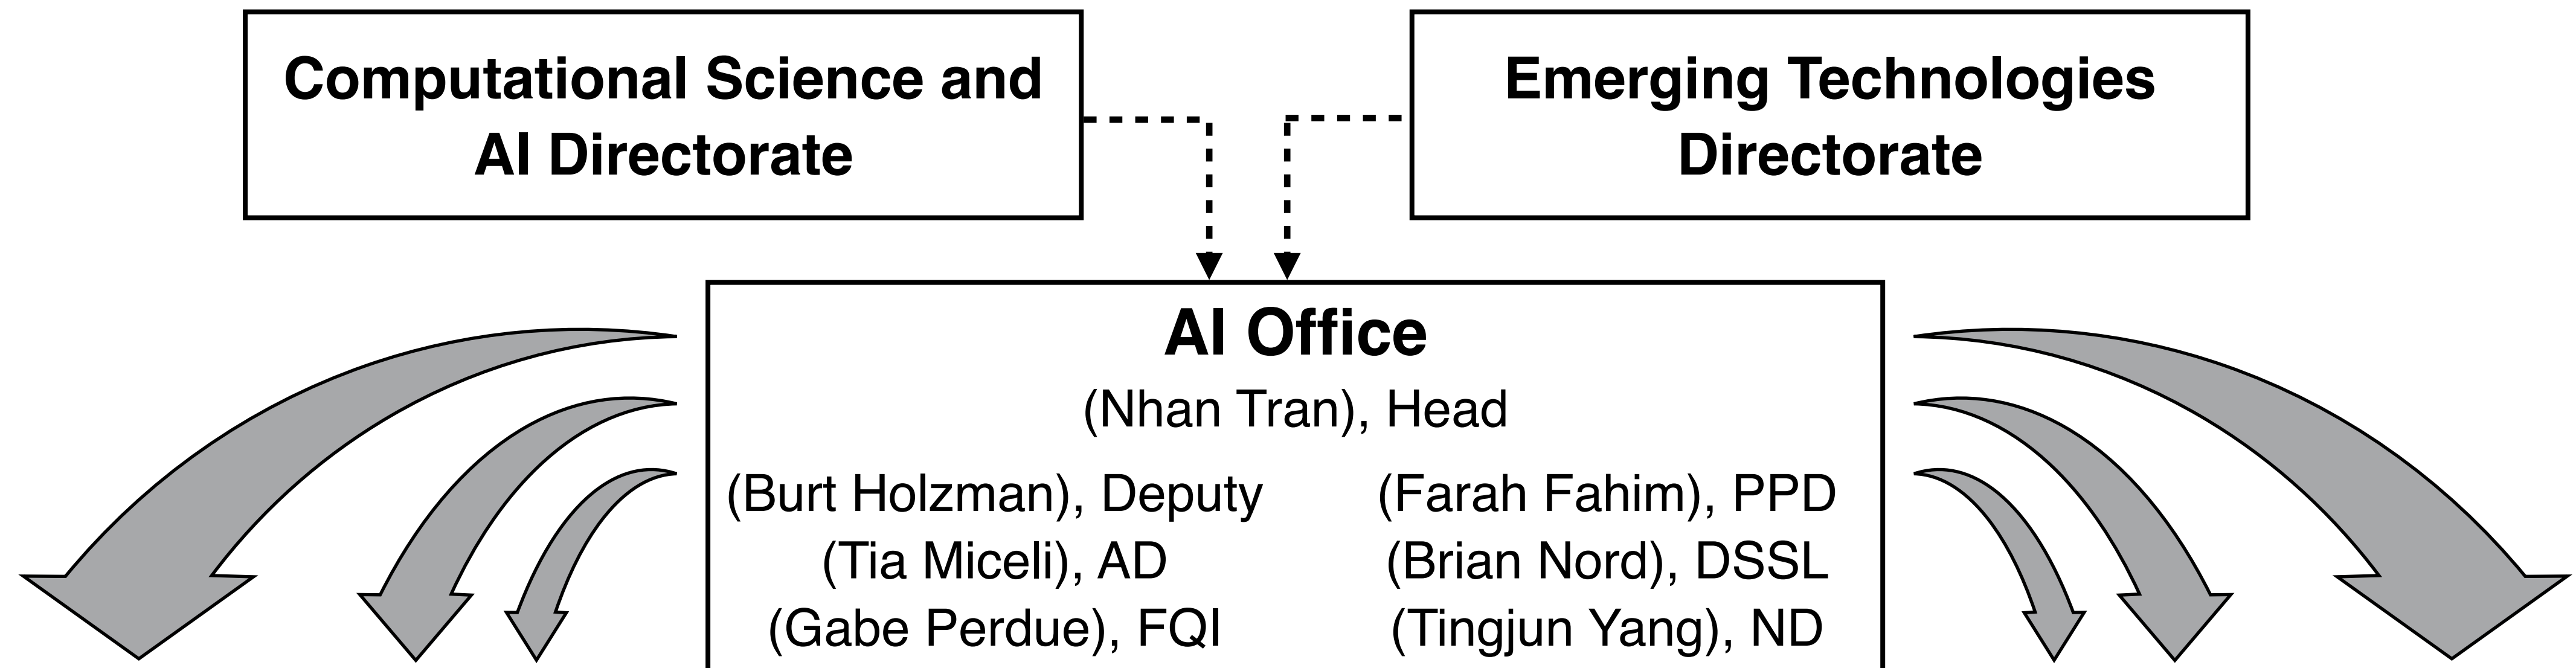 Computational Science and
AI Directorate
Emerging Technologies
Directorate
AI Office
(Nhan Tran), Head
(Burt Holzman), Deputy
(Tia Miceli), AD
(Gabe Perdue), FQI
(Farah Fahim), PPD
(Brian Nord), DSSL
(Tingjun Yang), ND